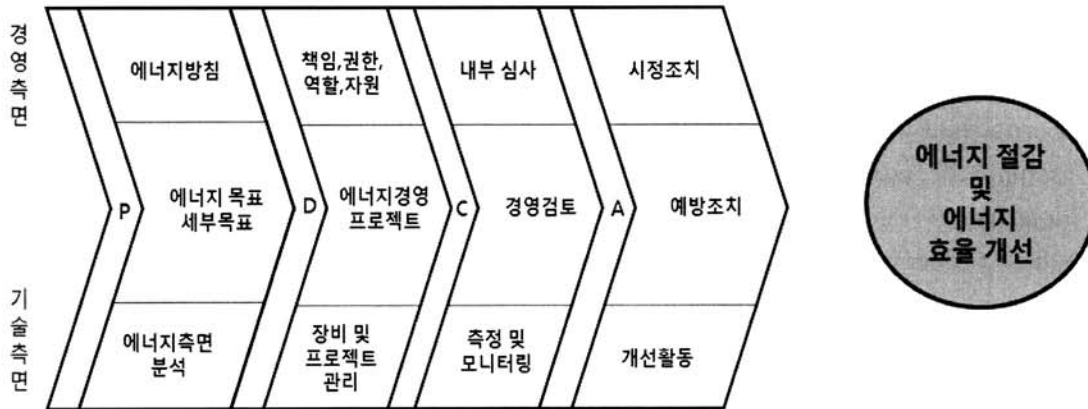 경영측면
에너지방침
책임,권한,
역할,자원
내부 심사
시정조치
P
에너지 목표
세부목표
D
에너지경영
프로젝트
C
경영검토
A
예방조치
에너지 절감
및
에너지
효율 개선
기술측면
에너지측면
분석
장비 및
프로젝트
관리
측정 및
모니터링
개선활동